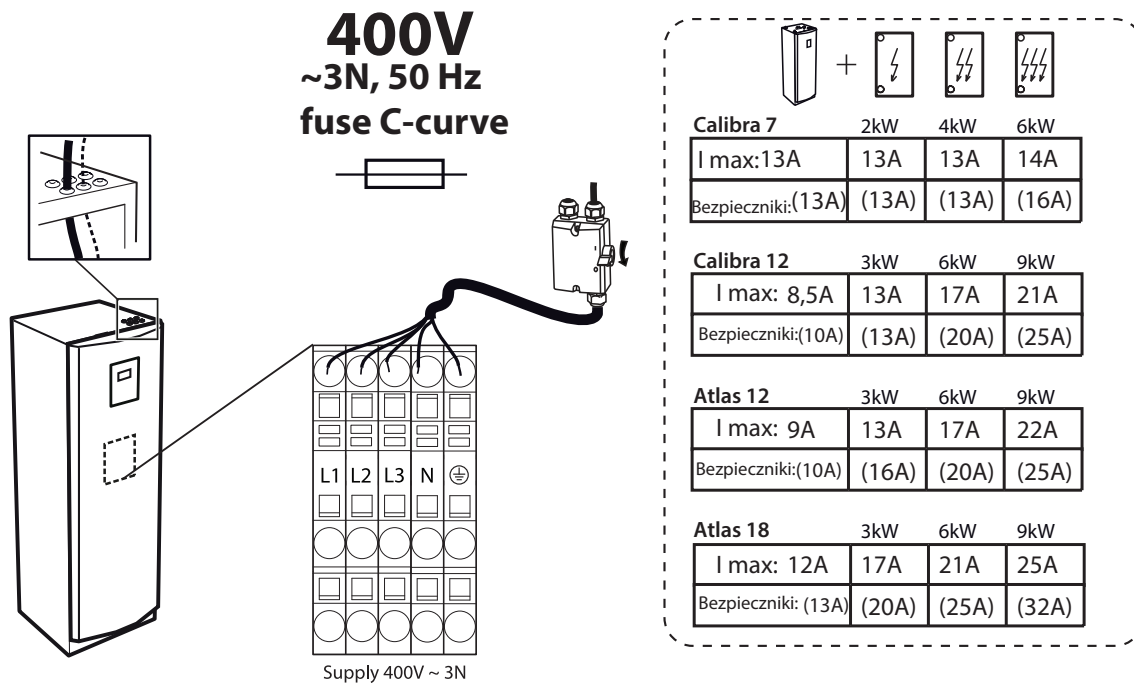 400V
~3N, 50 Hz
fuse C-curve
L1 L2 L3 N
Supply 400V ~ 3N
+
Calibra 7 2kW 4kW 6kW
I max:13A 13A 13A 14A
Bezpieczniki:(13A) (13A) (13A) (16A)
Calibra 12 3kW 6kW 9kW
I max: 8,5A 13A 17A 21A
Bezpieczniki:(10A) (13A) (20A) (25A)
Atlas 12 3kW 6kW 9kW
I max: 9A 13A 17A 22A
Bezpieczniki:(10A) (16A) (20A) (25A)
Atlas 18 3kW 6kW 9kW
I max: 12A 17A 21A 25A
Bezpieczniki: (13A) (20A) (25A) (32A)